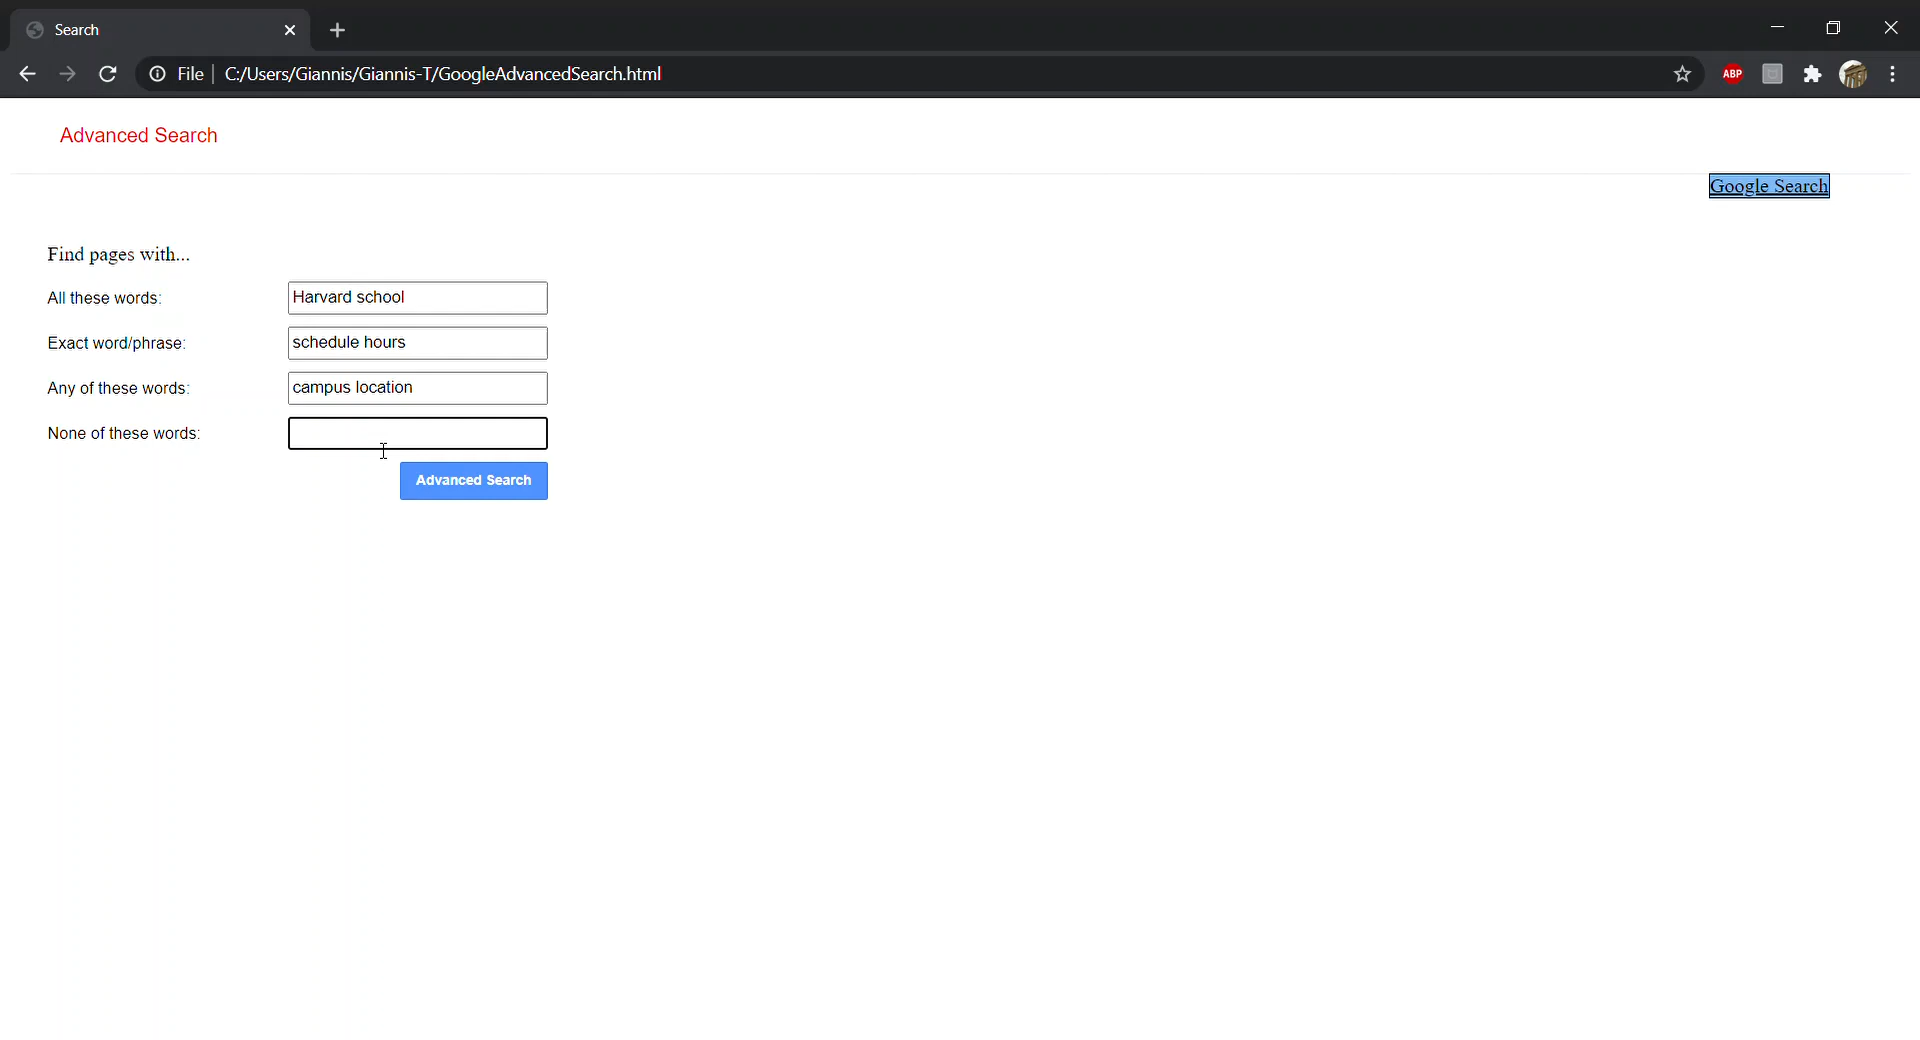 Search
File
C:/Users/Giannis/Giannis-T/GoogleAdvancedSearch.html
ABP
Advanced Search
Google Search
Find pages with...
All these words: Harvard school
Exact word/phrase: schedule hours
Any of these words: campus location
None of these words:
Advanced Search